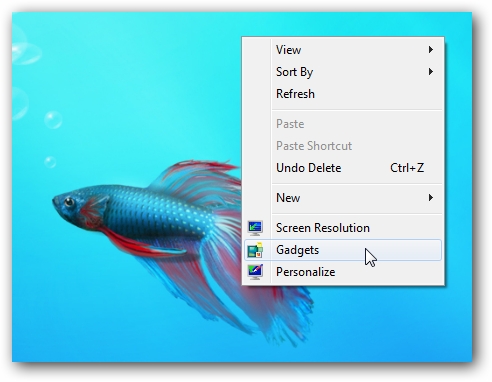 View
Sort By
Refresh
Paste
Paste Shortcut
Undo Delete Ctrl+Z
New
Screen Resolution
Gadgets
Personalize